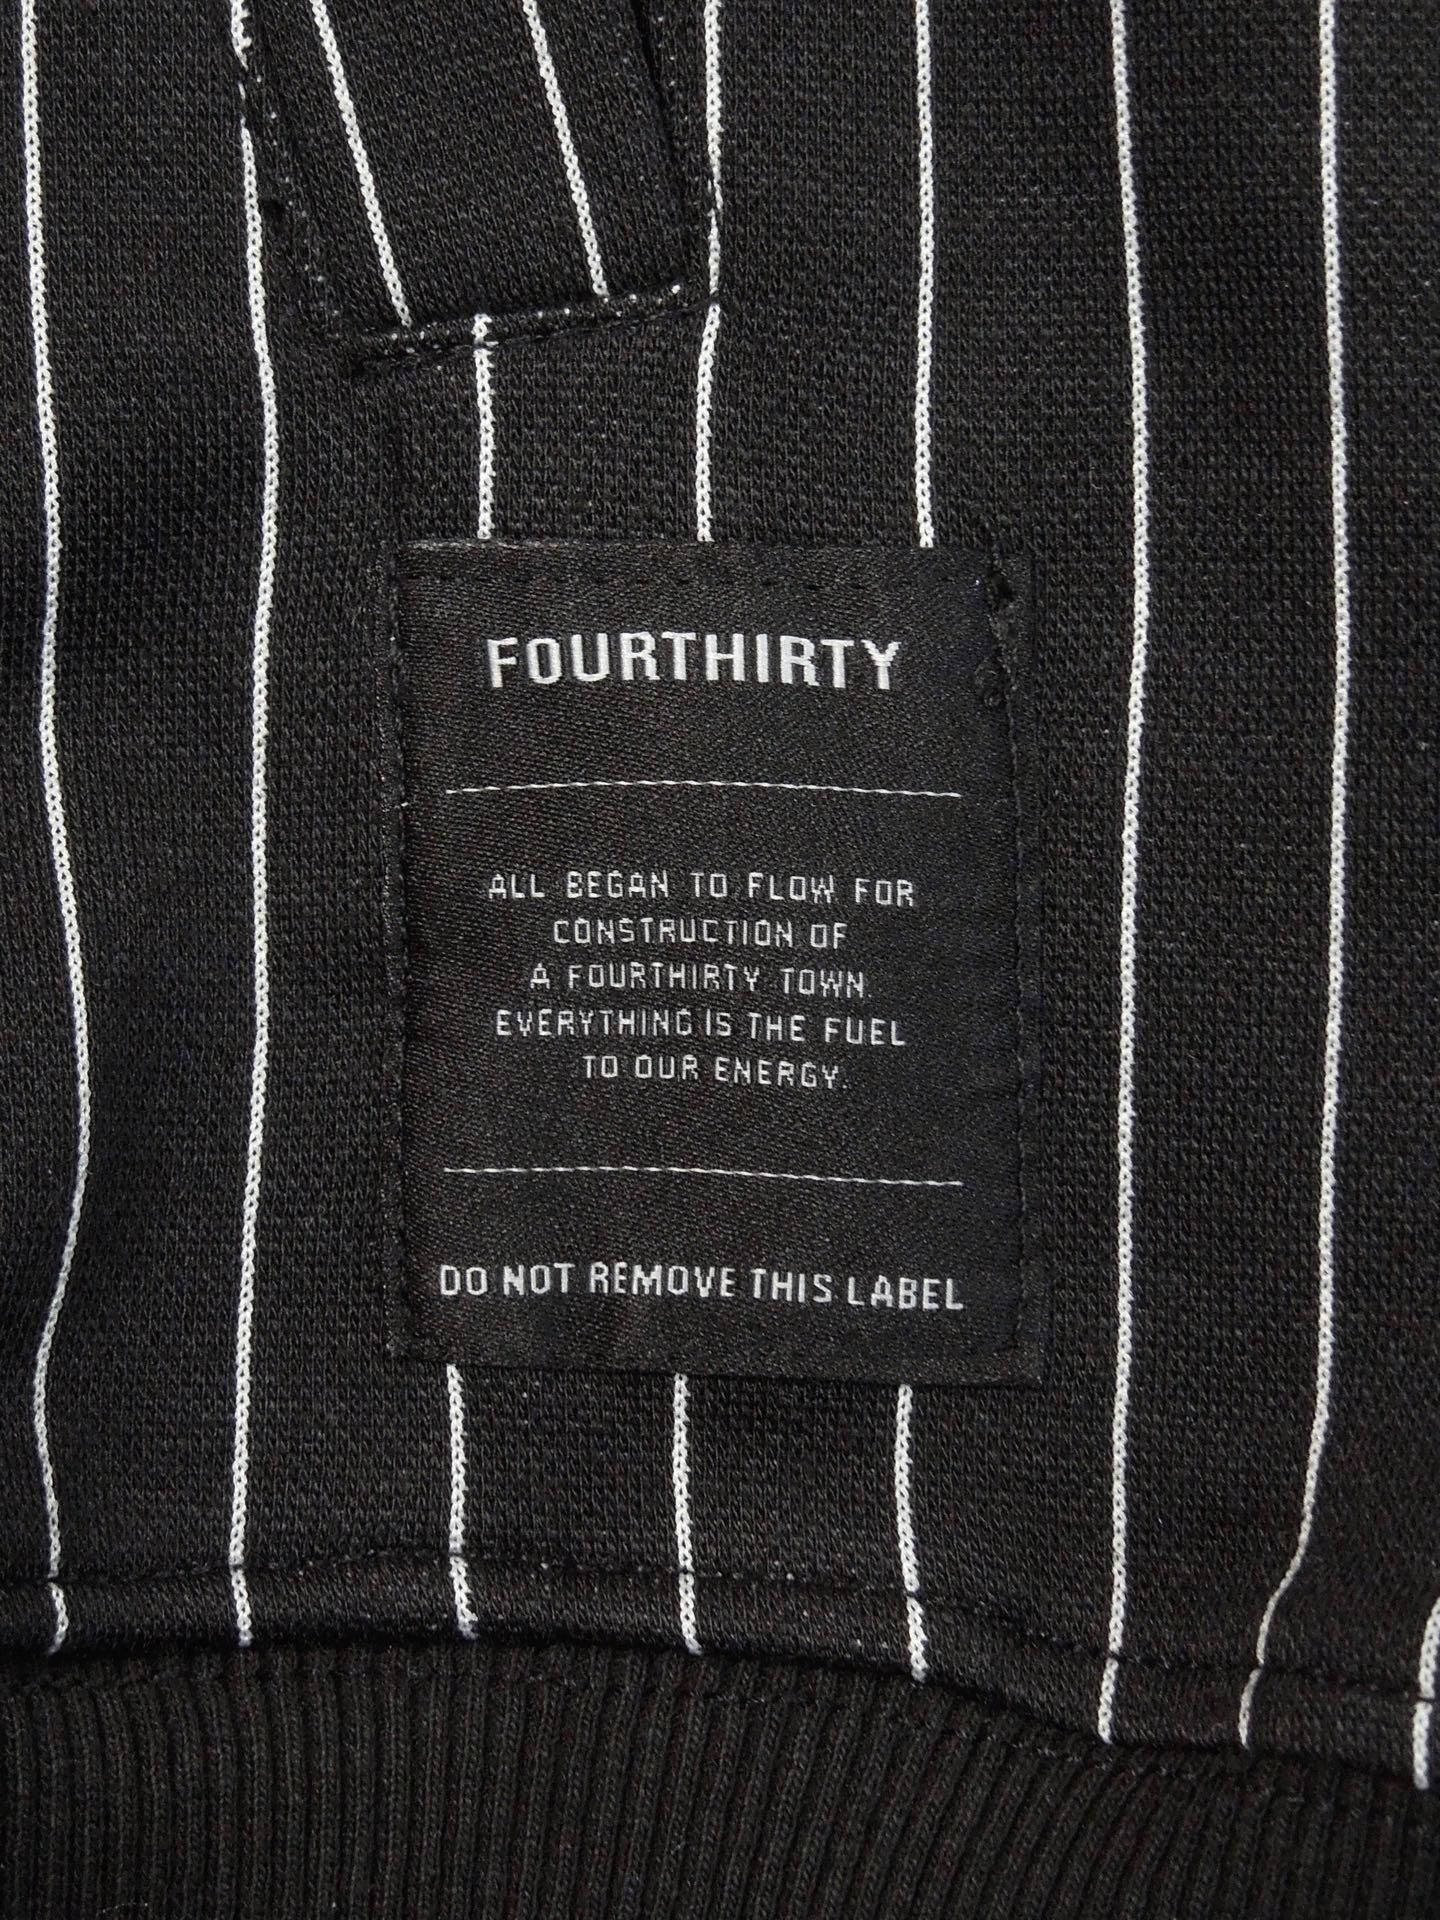 FOURTHIRTY
ALL BEGAN TO FLOW FOR
CONSTRUCTION OF
A FOURTHIRTY TOWN.
EVERYTHING IS THE FUEL
TO OUR ENERGY.
DO NOT REMOVE THIS LABEL